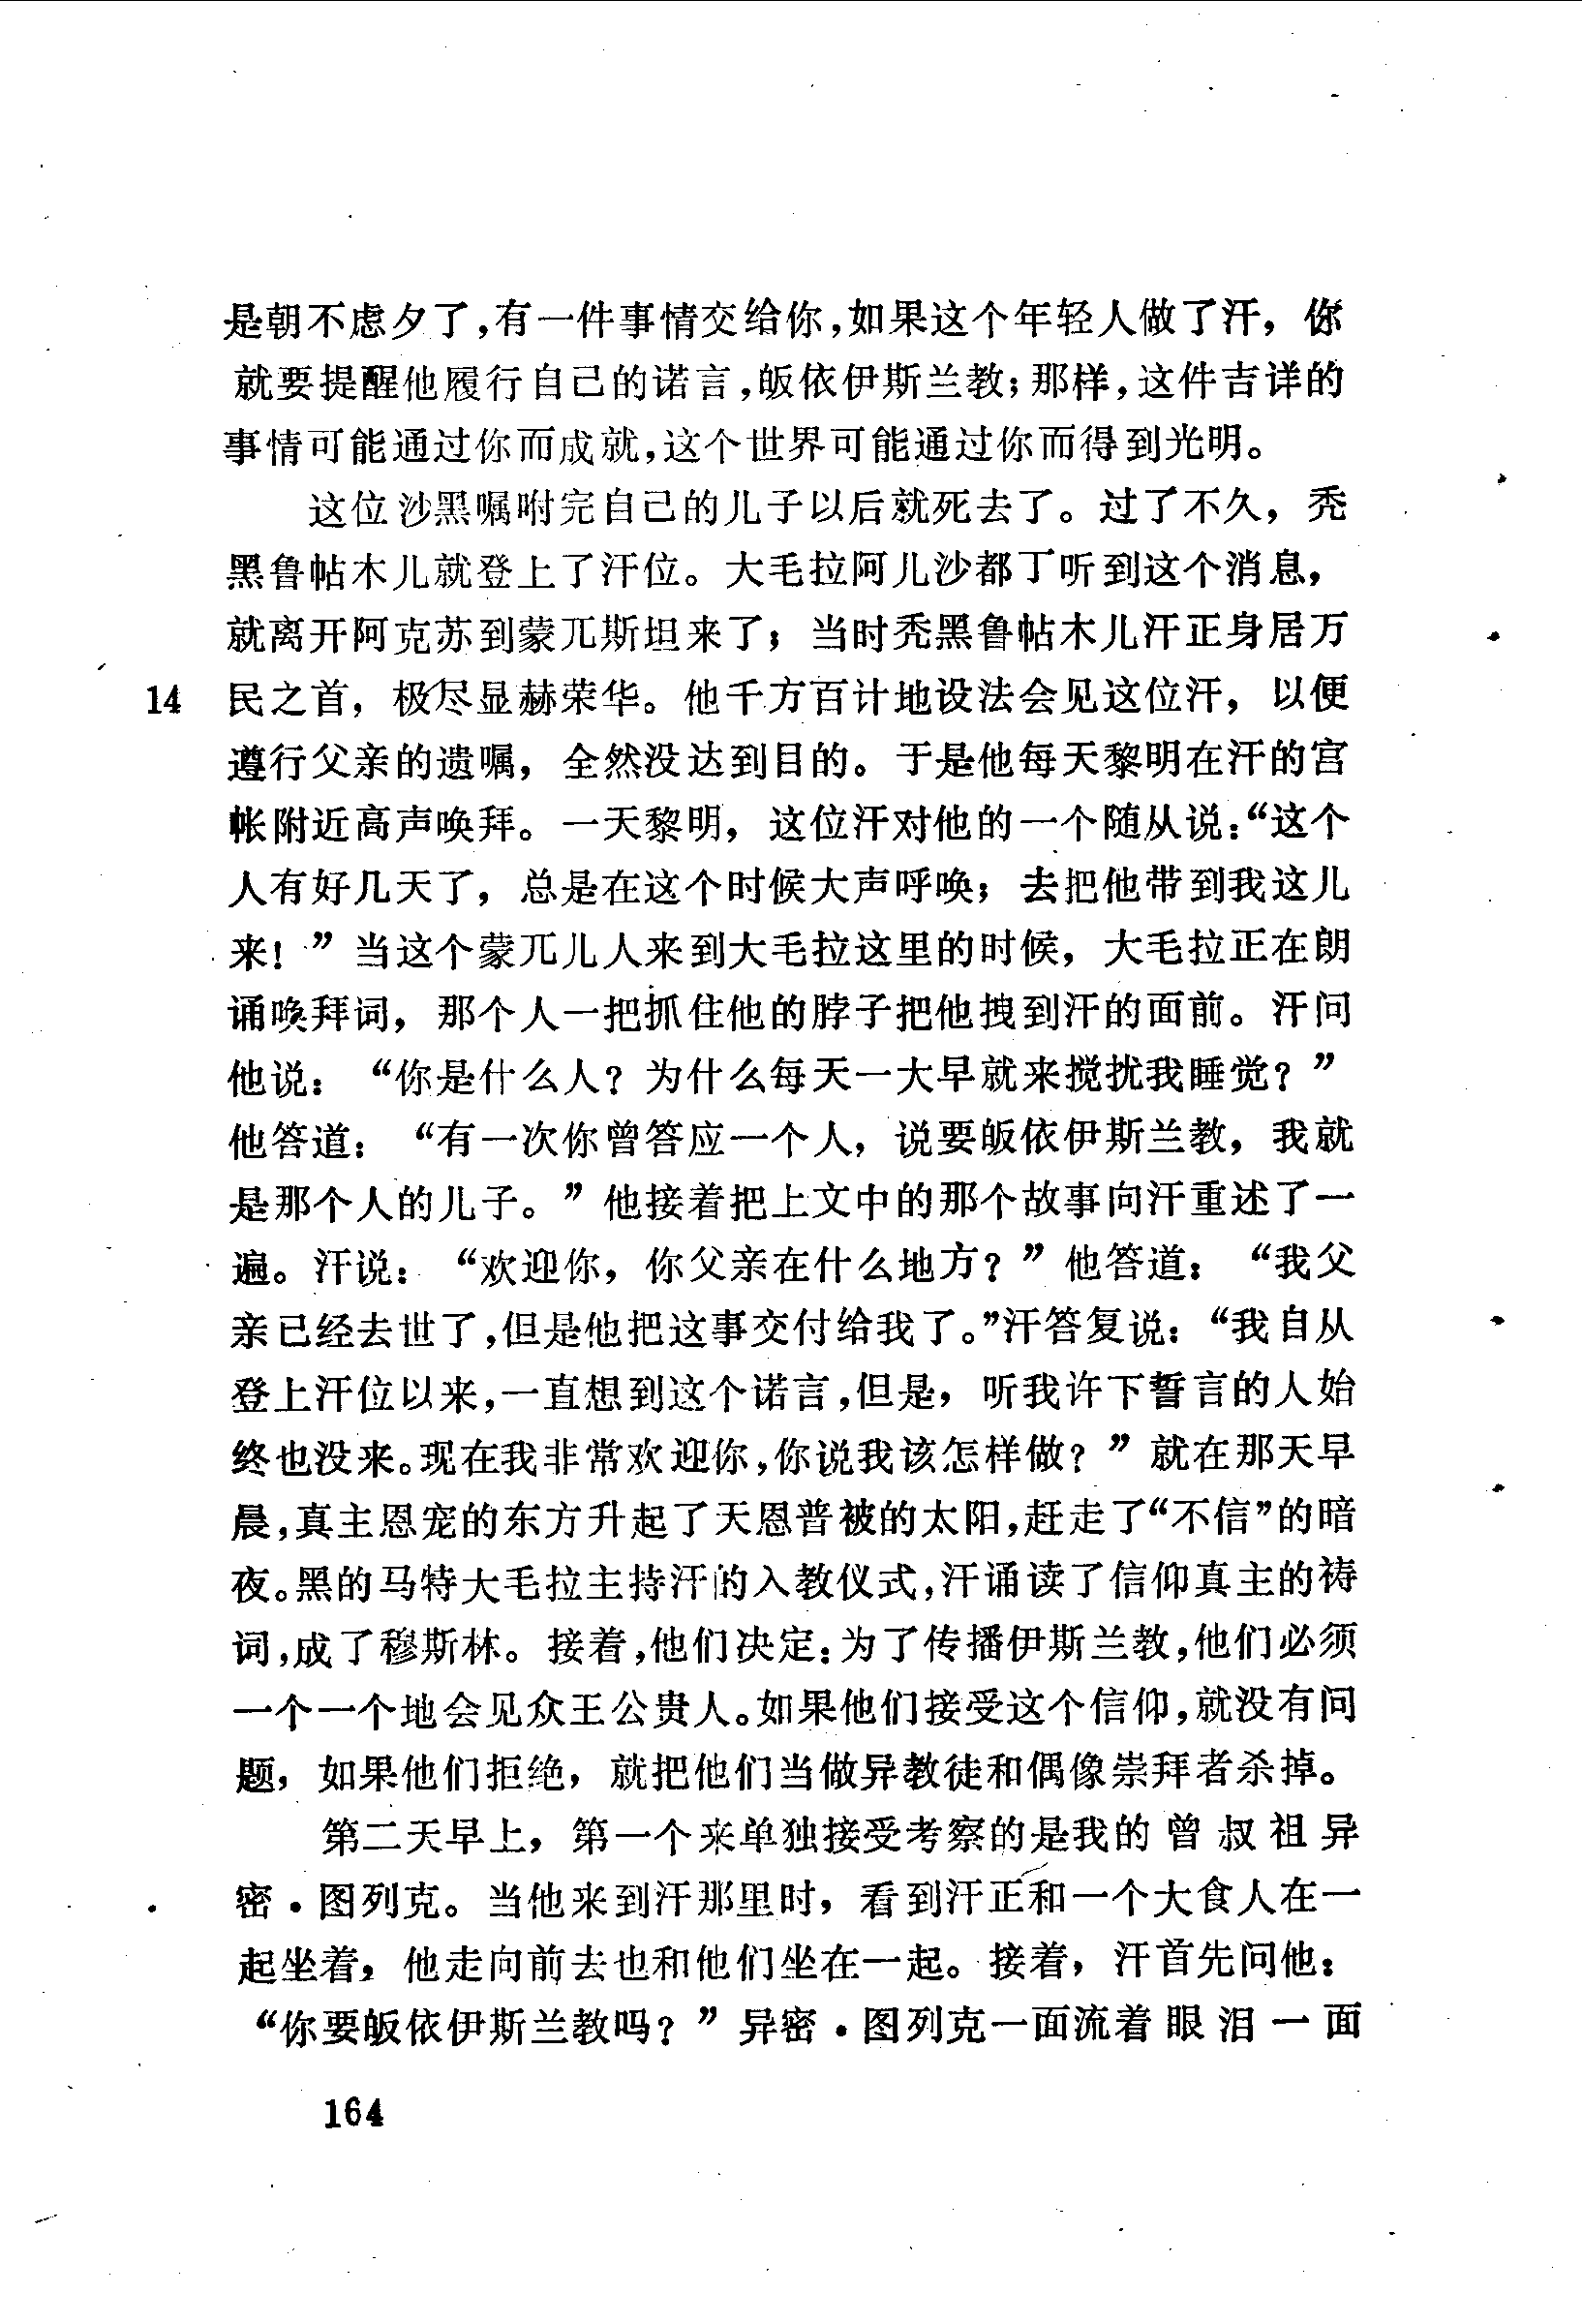 是朝不虑夕了,有一件事情交给你,如果这个年轻人做了汗，你
就要提醒他履行自己的诺言,皈依伊斯兰教;那样,这件吉详的
事情可能通过你而成就,这个世界可能通过你而得到光明。
这位沙黑嘱咐完自己的儿子以后就死去了。过了不久，秃
黑鲁帖木儿就登上了汗位。大毛拉阿儿沙都丁听到这个消息，
就离开阿克苏到蒙兀斯坦来了；当时秃黑鲁帖木儿汗正身居万
14 民之首，极尽显赫荣华。他千方百计地设法会见这位汗，以便
遵行父亲的遗嘱，全然没达到目的。于是他每天黎明在汗的宫
帐附近高声唤拜。一天黎明，这位汗对他的一个随从说:“这个
人有好几天了，总是在这个时候大声呼唤；去把他带到我这儿
来!”当这个蒙兀儿人来到大毛拉这里的时候，大毛拉正在朗
诵唤拜词，那个人一把抓住他的脖子把他拽到汗的面前。汗问
他说：“你是什么人？为什么每天一大早就来搅扰我睡觉？”
他答道：“有一次你曾答应一个人，说要皈依伊斯兰教，我就
是那个人的儿子。”他接着把上文中的那个故事向汗重述了一
遍。汗说：“欢迎你，你父亲在什么地方？”他答道：“我父
亲已经去世了,但是他把这事交付给我了。”汗答复说：“我自从
登上汗位以来,一直想到这个诺言,但是，听我许下誓言的人始
终也没来。现在我非常欢迎你,你说我该怎样做？”就在那天早
晨,真主恩宠的东方升起了天恩普被的太阳,赶走了“不信”的暗
夜。黑的马特大毛拉主持汗的入教仪式,汗诵读了信仰真主的祷
词,成了穆斯林。接着,他们决定:为了传播伊斯兰教,他们必须
一个一个地会见众王公贵人。如果他们接受这个信仰,就没有问
题，如果他们拒绝，就把他们当做异教徒和偶像崇拜者杀掉。
第二天早上，第一个来单独接受考察的是我的曾叔祖异
密·图列克。当他来到汗那里时，看到汗正和一个大食人在一
起坐着，他走向前去也和他们坐在一起。接着，汗首先问他：
“你要皈依伊斯兰教吗？”异密·图列克一面流着眼泪一面
164